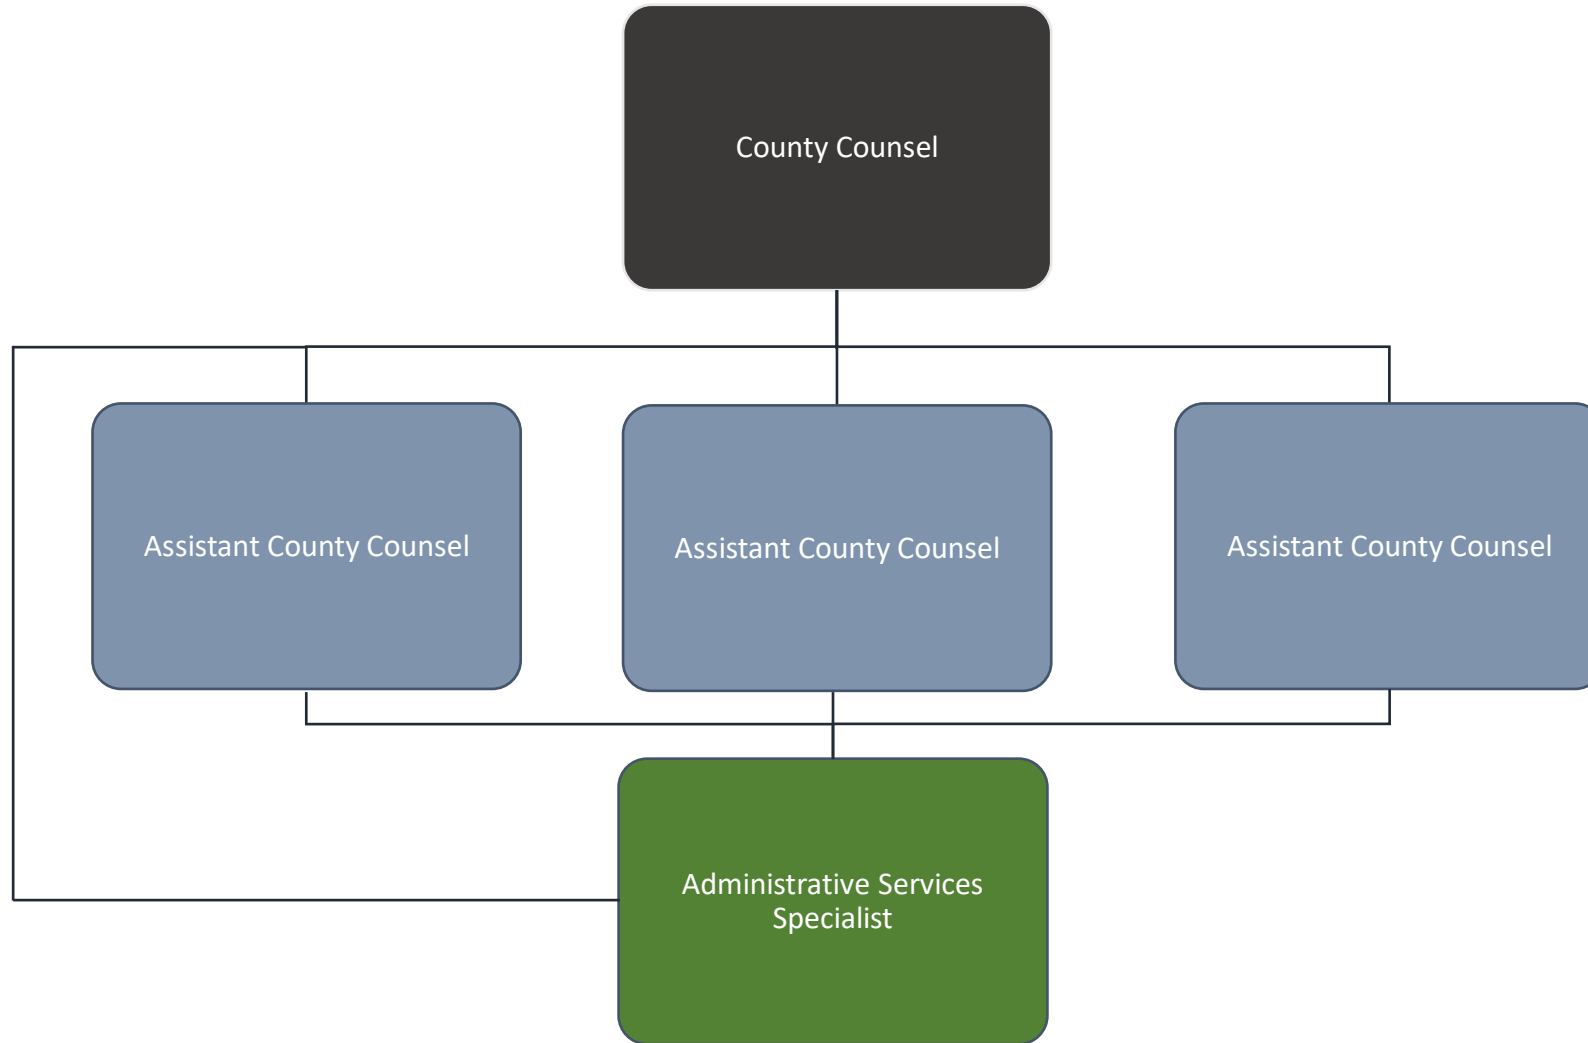 County Counsel
Assistant County Counsel
Assistant County Counsel
Assistant County Counsel
Administrative Services
Specialist